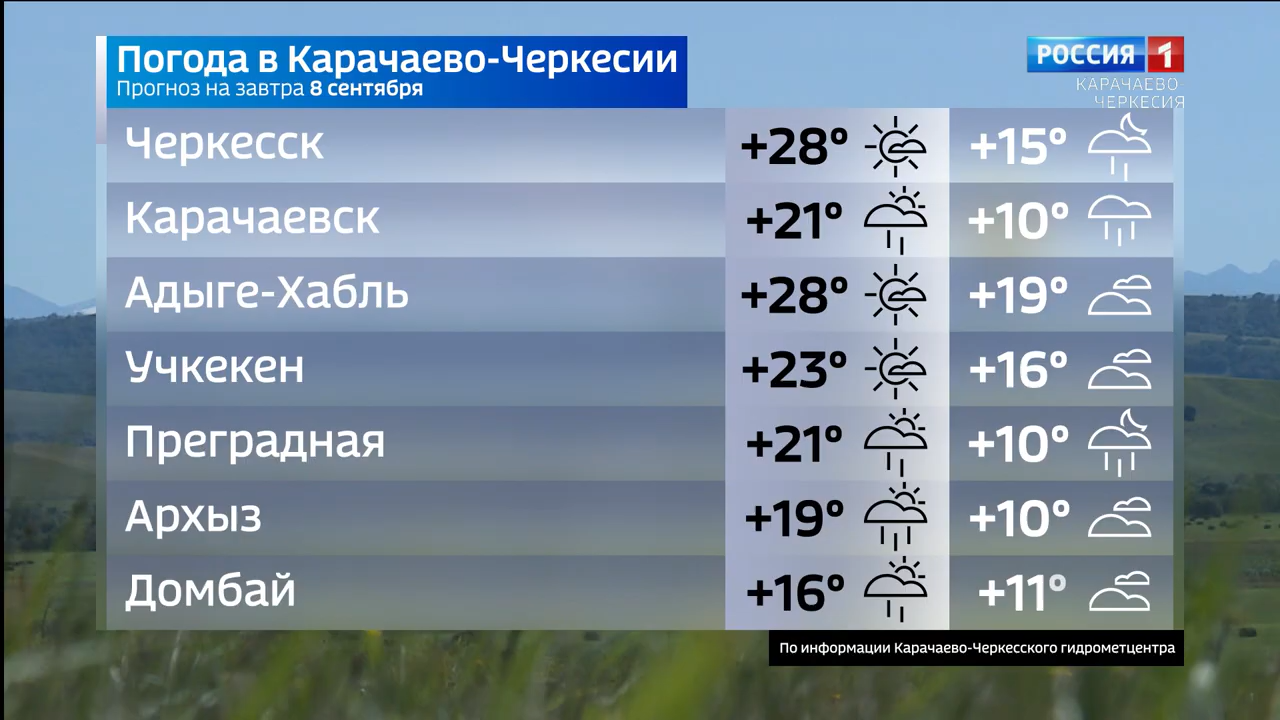 Погода в Карачаево-Черкесии
Прогноз на завтра 8 сентября
РОССИЯ 1
КАРАЧАЕВО-
ЧЕРКЕСИЯ
Черкесск +28° +15°
Карачаевск +21° +10°
Адыге-Хабль +28° +19°
Учкекен +23° +16°
Преградная +21° +10°
Архыз +19° +10°
Домбай +16° +11°
По информации Карачаево-Черкесского гидрометцентра